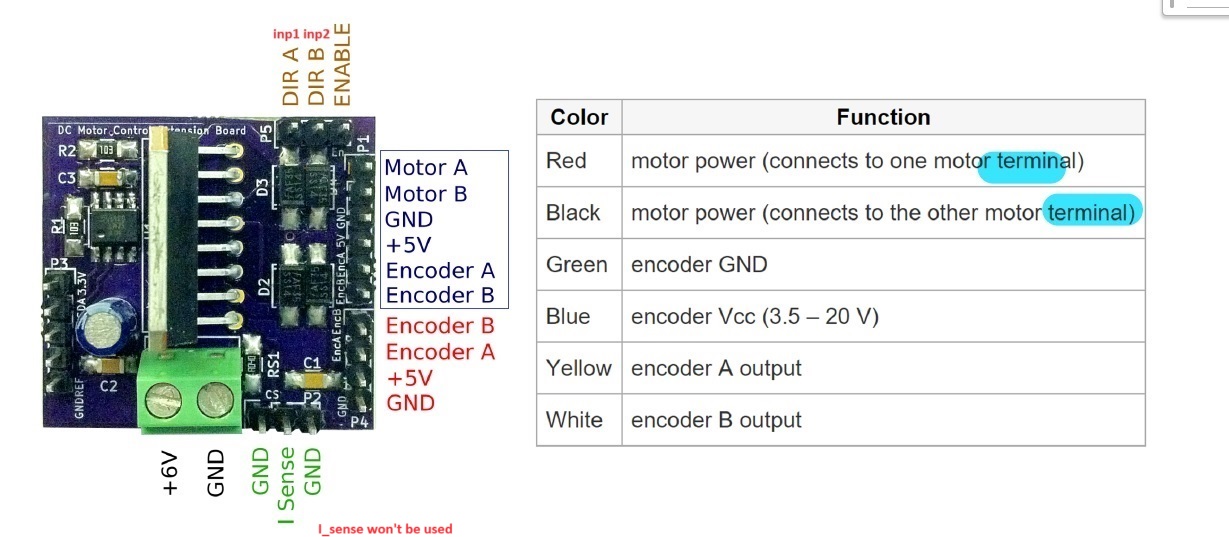 inp1 inp2
DIR A
DIR B
ENABLE
DC Motor Contro
tension Board
P5
P1
R2
103
C3
R1
103
D3
En
5V GND
EncB EncA
P3
SDA 3.3V
D2
EncA EncB
RS1
C1
C2
CS
P2
GND
P4
GNDREF
Motor A
Motor B
GND
+5V
Encoder A
Encoder B
Encoder B
Encoder A
+5V
GND
+6V
GND
GND
I Sense
GND
I_sense won't be used
Color Function
Red motor power (connects to one motor terminal)
Black motor power (connects to the other motor terminal)
Green encoder GND
Blue encoder Vcc (3.5 – 20 V)
Yellow encoder A output
White encoder B output